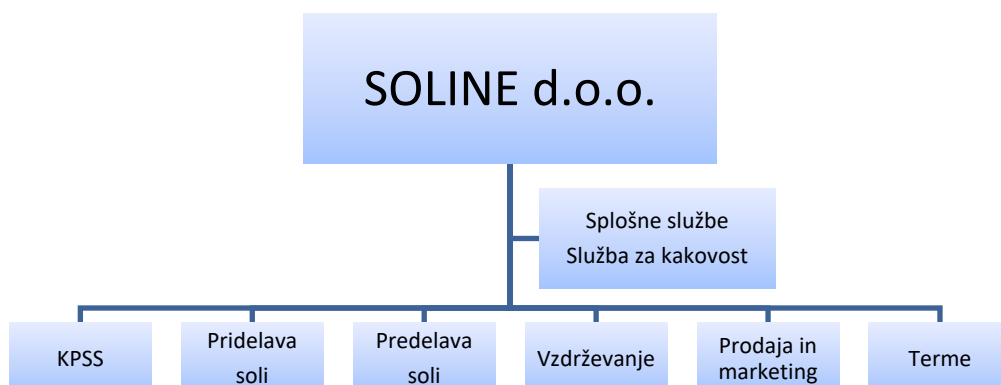 SOLINE d.o.o.
Splošne službe
Služba za kakovost
KPSS
Pridelava
soli
Predelava
soli
Vzdrževanje
Prodaja in
marketing
Terme